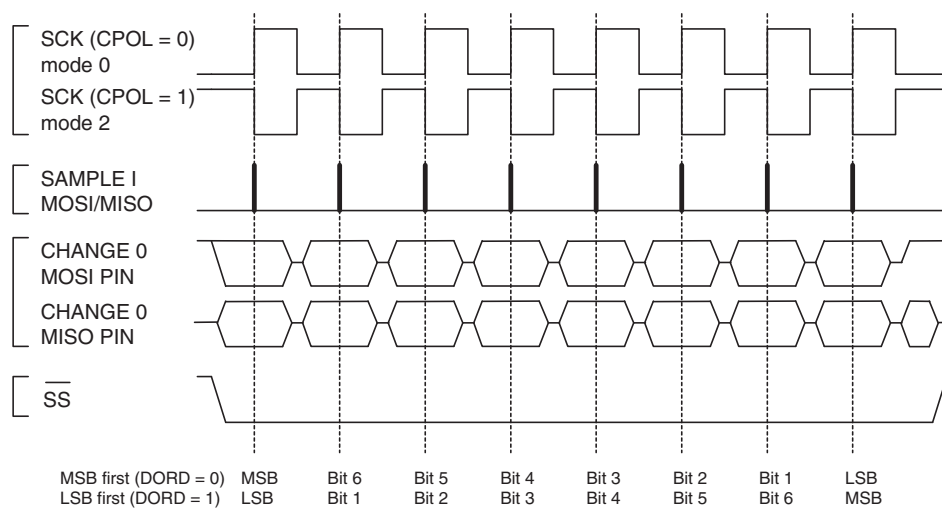 SCK (CPOL = 0)
mode 0
SCK (CPOL = 1)
mode 2
SAMPLE I
MOSI/MISO
CHANGE 0
MOSI PIN
CHANGE 0
MISO PIN
SS
MSB first (DORD = 0) MSB Bit 6 Bit 5 Bit 4 Bit 3 Bit 2 Bit 1 LSB
LSB first (DORD = 1) LSB Bit 1 Bit 2 Bit 3 Bit 4 Bit 5 Bit 6 MSB